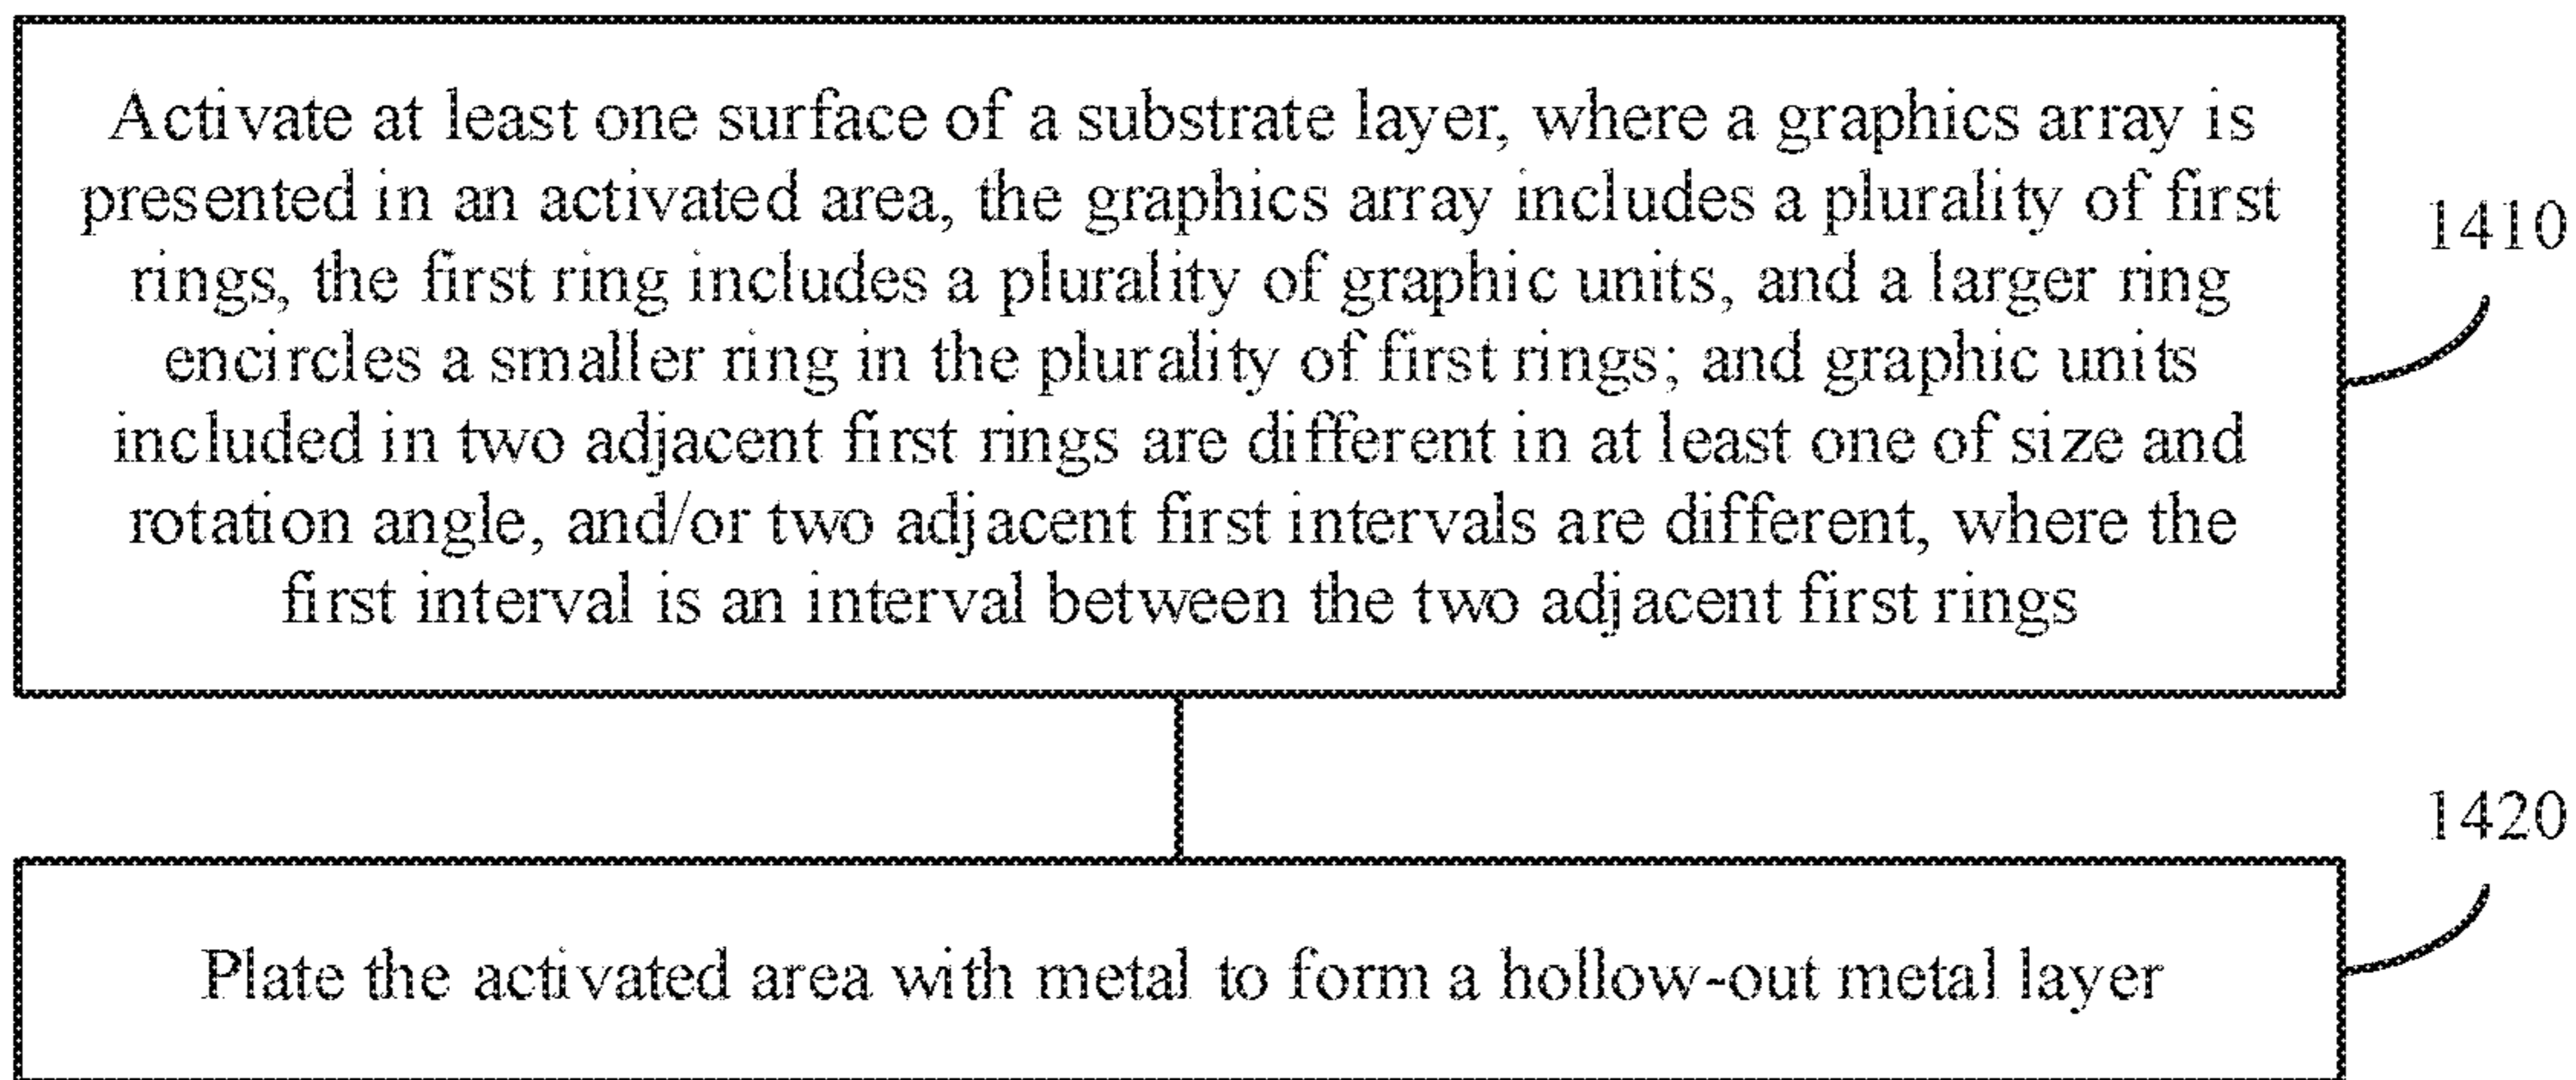 Activate at least one surface of a substrate layer, where a graphics array is
presented in an activated area, the graphics array includes a plurality of first
rings, the first ring includes a plurality of graphic units, and a larger ring
encircles a smaller ring in the plurality of first rings; and graphic units
included in two adjacent first rings are different in at least one of size and
rotation angle, and/or two adjacent first intervals are different, where the
first interval is an interval between the two adjacent first rings
1410
Plate the activated area with metal to form a hollow-out metal layer
1420